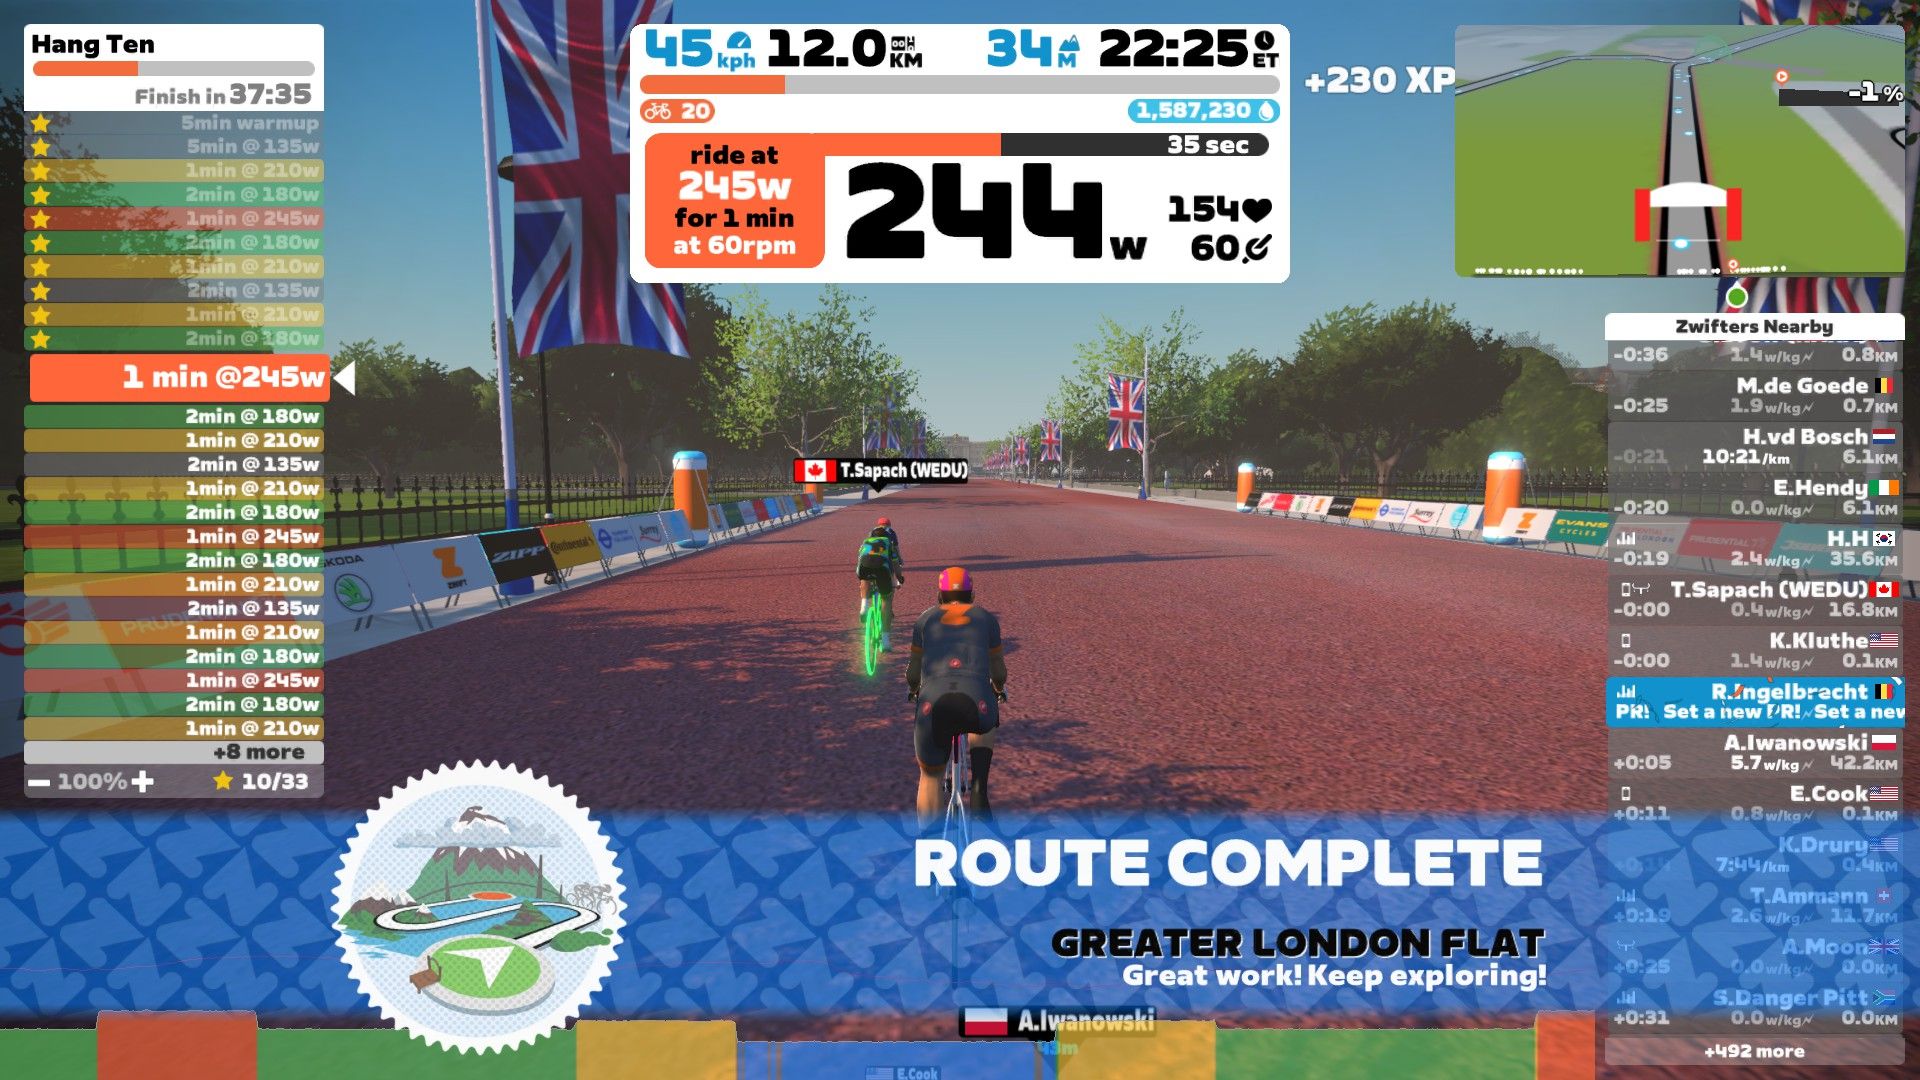 Hang Ten
Finish in 37:35
5min warmup
5min @ 135w
1min @ 210w
2min @ 180w
1min @ 245w
2min @ 180w
1min @ 210w
2min @ 135w
1min @ 210w
2min @ 180w
1 min @245w
2min @ 180w
1min @ 210w
2min @ 135w
1min @ 210w
2min @ 180w
1min @ 245w
2min @ 180w
1min @ 210w
2min @ 135w
1min @ 210w
2min @ 180w
1min @ 245w
2min @ 180w
1min @ 210w
+8 more
− 100% + 10/33
45 kph 12.0 KM 34 M 22:25 ET
20 1,587,230
35 sec
ride at
245w
for 1 min
at 60rpm
244 w
154
60
+230 XP
-1 %
Zwifters Nearby
-0:36 1.4w/kg 0.8KM
M.de Goede
-0:25 1.9w/kg 0.7KM
H.vd Bosch
-0:21 10:21/km 6.1KM
E.Hendy
-0:20 0.0w/kg 6.1KM
H.H
-0:19 2.4w/kg 35.6KM
T.Sapach (WEDU)
-0:00 0.4w/kg 16.8KM
K.Kluthe
-0:00 1.4w/kg 0.1KM
R.Ingelbrecht
PR! Set a new PR! Set a new
A.Iwanowski
+0:05 5.7w/kg 42.2KM
E.Cook
+0:11 0.8w/kg 0.1KM
K.Drury
7:44/km 0.4KM
T.Ammann
+0:19 2.6w/kg 11.7KM
A.Moon
+0:25 0.0w/kg 0.0KM
S.Danger Pitt
+0:31 0.0w/kg 0.0KM
+492 more
T.Sapach (WEDU)
SKODA
ZWIFT
ZIPP
Continental
Surrey
Surrey
EVANS
CYCLES
PRUDENTIAL
ROUTE COMPLETE
GREATER LONDON FLAT
Great work! Keep exploring!
A.Iwanowski
E.Cook